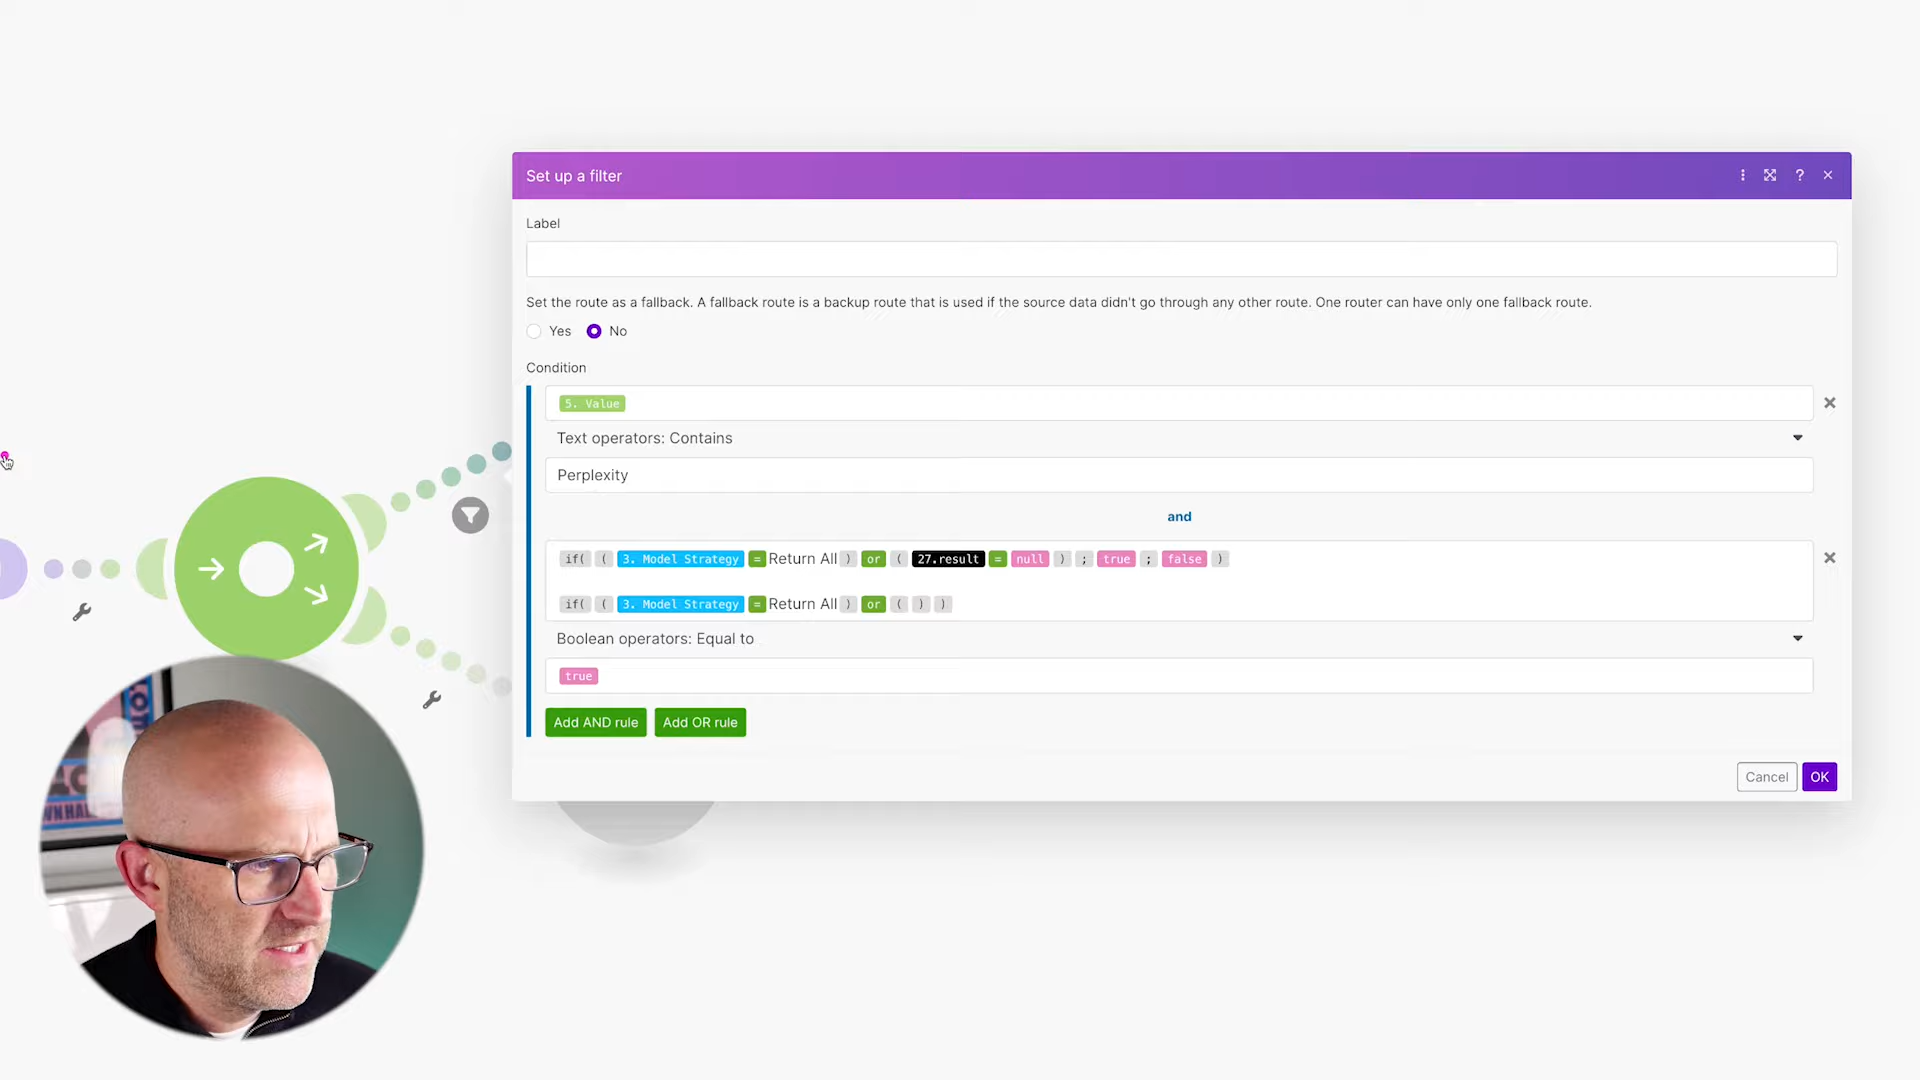 Set up a filter
Label
Set the route as a fallback. A fallback route is a backup route that is used if the source data didn't go through any other route. One router can have only one fallback route.
Yes No
Condition
5. Value
Text operators: Contains
Perplexity
and
if( ( 3. Model Strategy = Return All ) or ( 27.result = null ) ; true ; false )
if( ( 3. Model Strategy = Return All ) or ( ) )
Boolean operators: Equal to
true
Add AND rule Add OR rule
Cancel OK